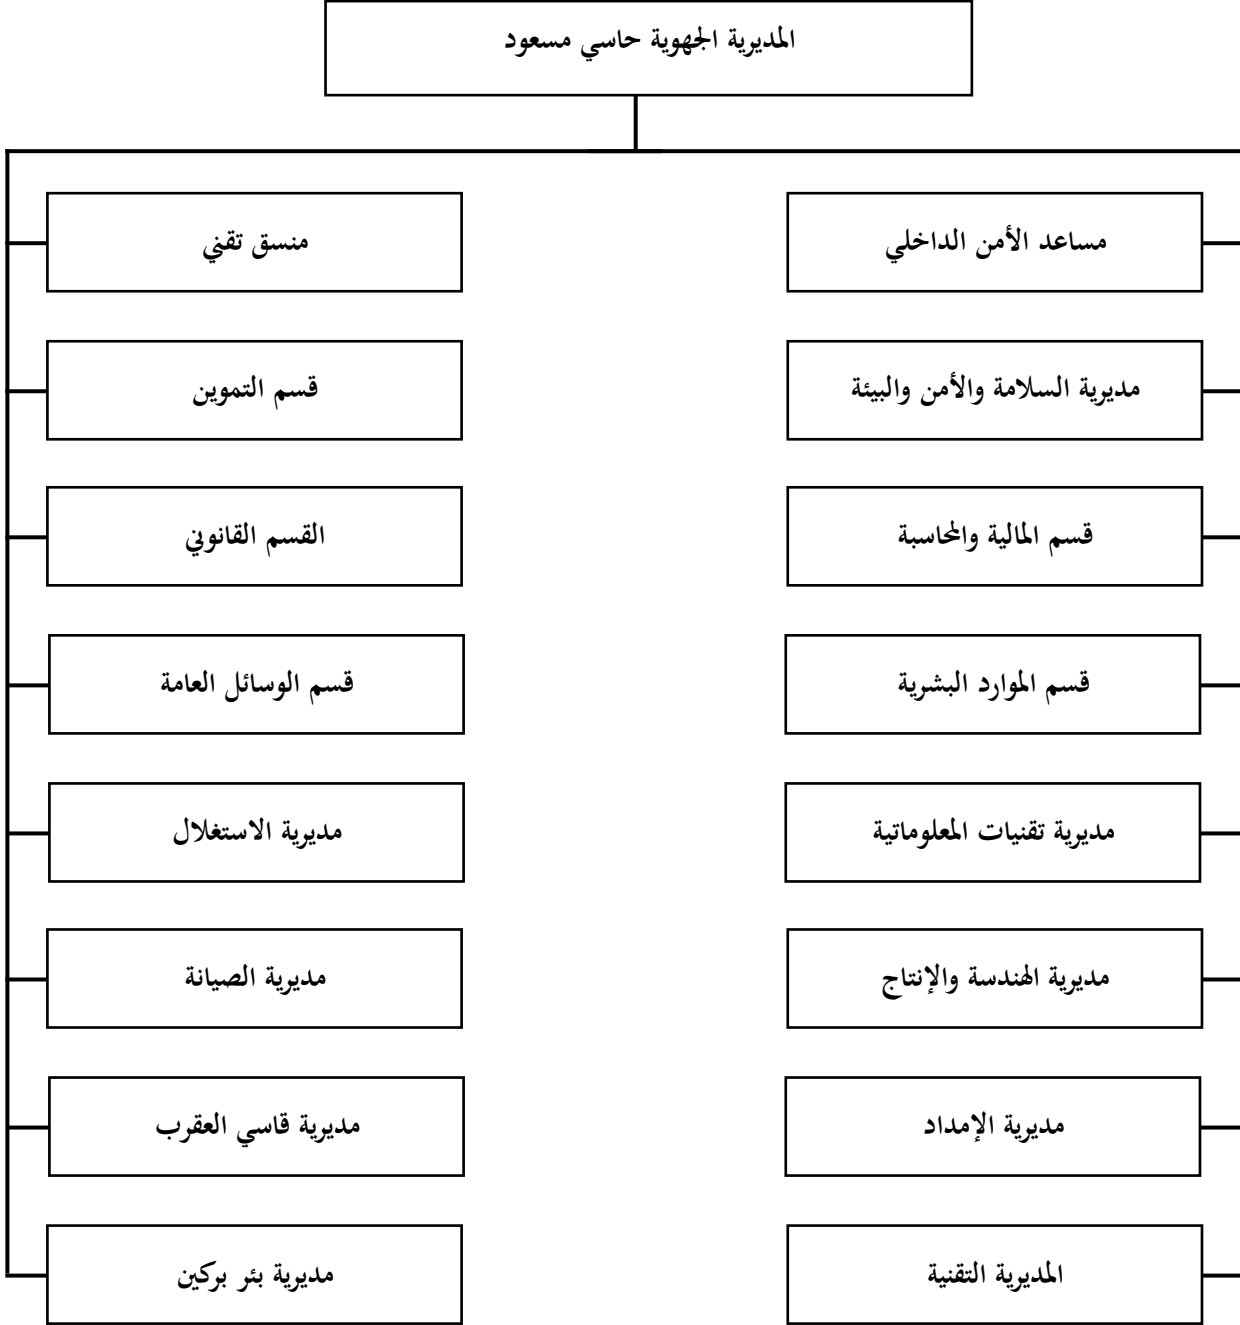 المديرية الجهوية حاسي مسعود
مساعد الأمن الداخلي
منسق تقني
مديرية السلامة والأمن والبيئة
قسم التموين
قسم المالية والمحاسبة
القسم القانوني
قسم الموارد البشرية
قسم الوسائل العامة
مديرية تقنيات المعلوماتية
مديرية الاستغلال
مديرية الهندسة والإنتاج
مديرية الصيانة
مديرية الإمداد
مديرية قاسي العقرب
المديرية التقنية
مديرية بئر بركين